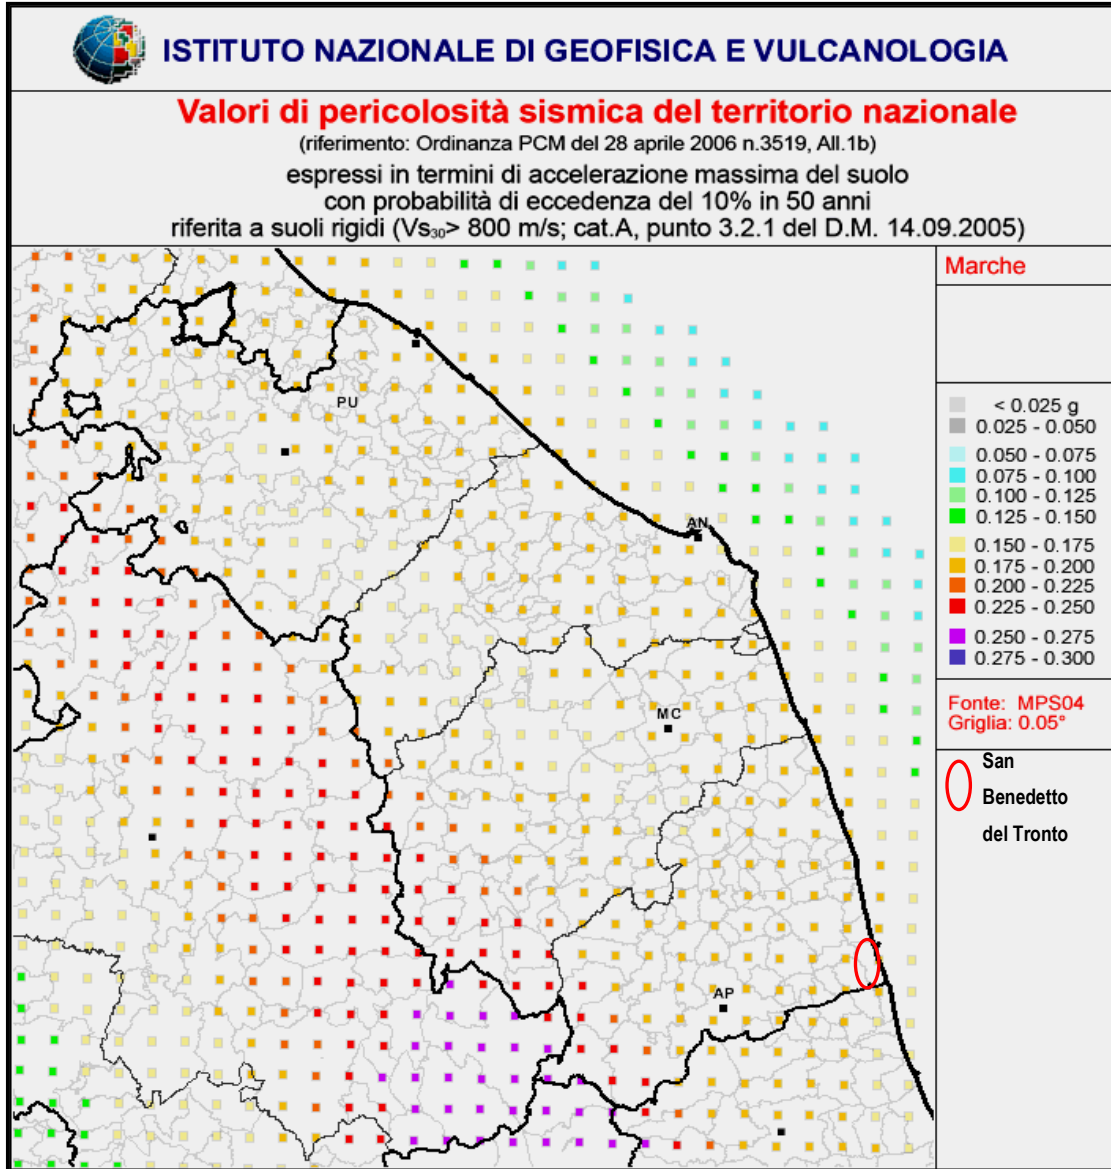 ISTITUTO NAZIONALE DI GEOFISICA E VULCANOLOGIA
Valori di pericolosità sismica del territorio nazionale
(riferimento: Ordinanza PCM del 28 aprile 2006 n.3519, All.1b)
espressi in termini di accelerazione massima del suolo
con probabilità di eccedenza del 10% in 50 anni
riferita a suoli rigidi (Vs30> 800 m/s; cat.A, punto 3.2.1 del D.M. 14.09.2005)
PU
AN
MC
AP
Marche
< 0.025 g
0.025 - 0.050
0.050 - 0.075
0.075 - 0.100
0.100 - 0.125
0.125 - 0.150
0.150 - 0.175
0.175 - 0.200
0.200 - 0.225
0.225 - 0.250
0.250 - 0.275
0.275 - 0.300
Fonte: MPS04
Griglia: 0.05°
San
Benedetto
del Tronto